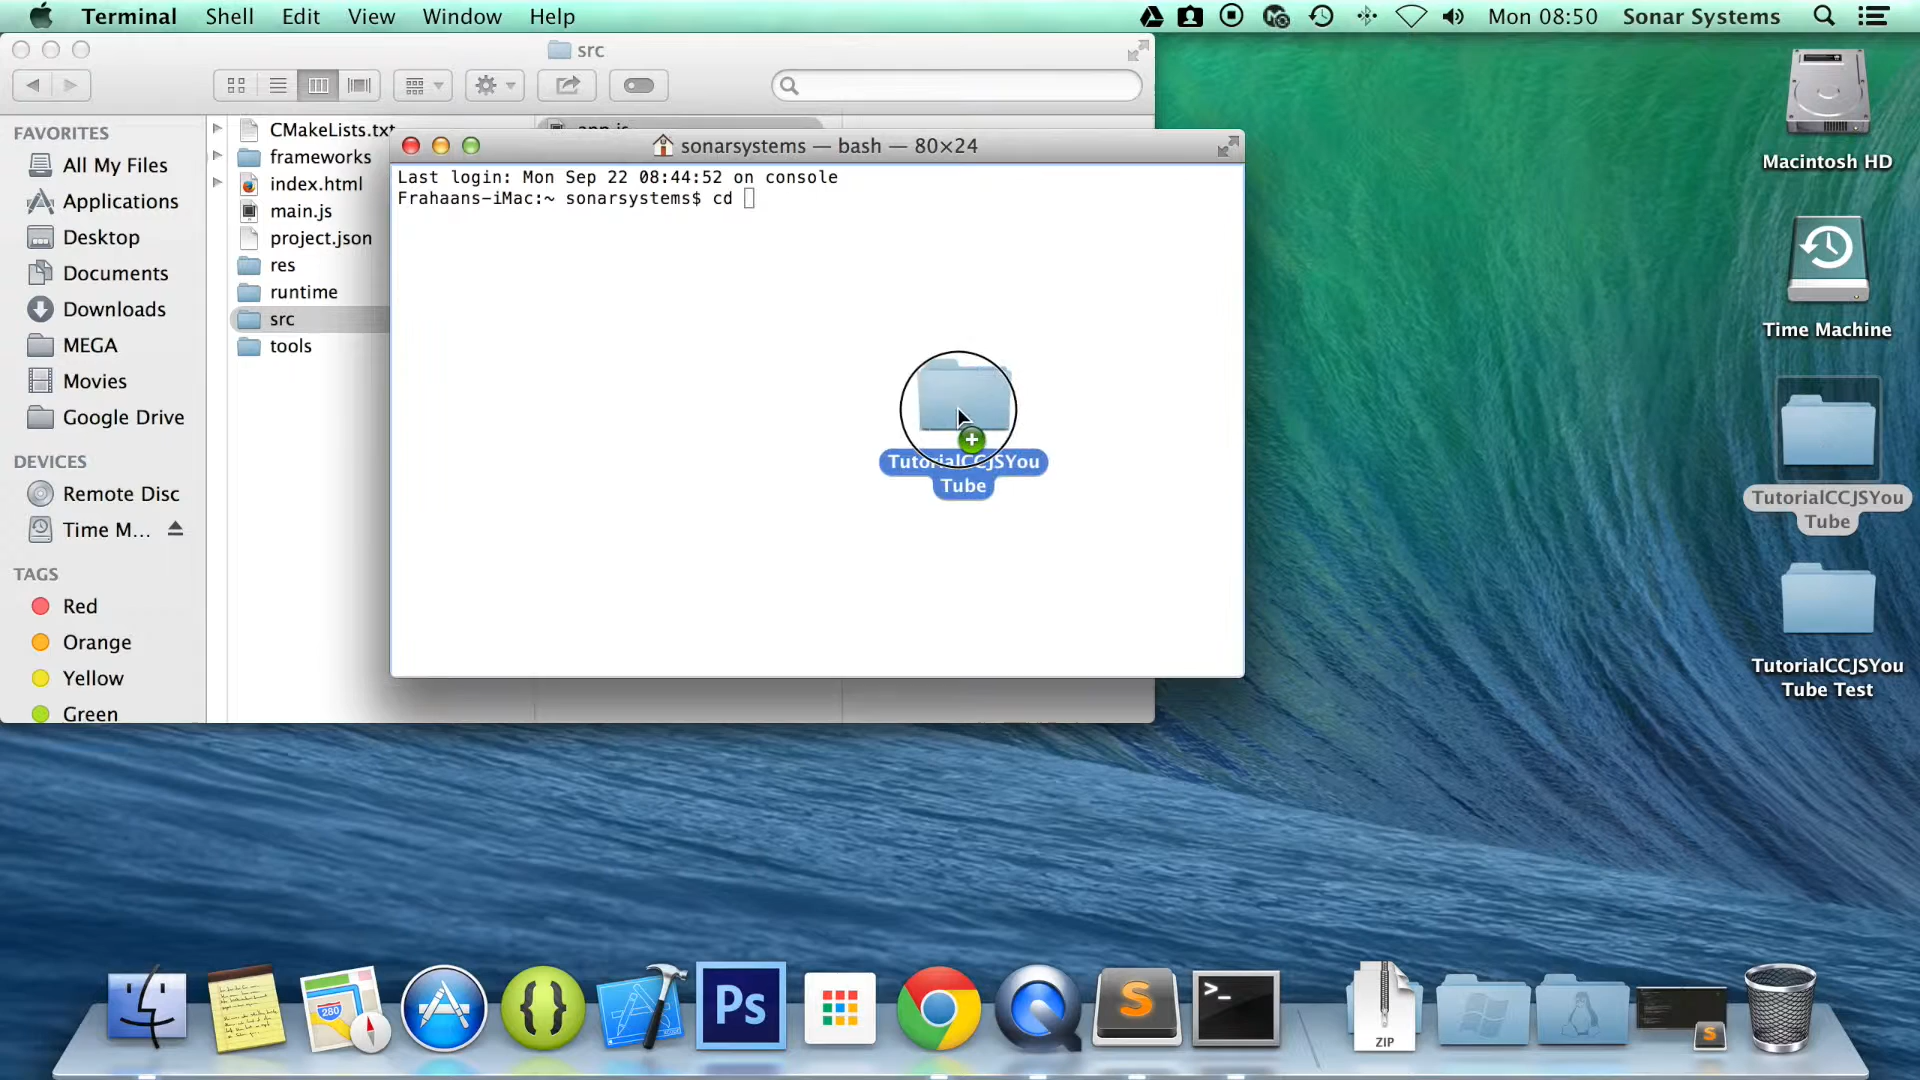 Terminal Shell Edit View Window Help Mon 08:50 Sonar Systems
src
FAVORITES
All My Files
Applications
Desktop
Documents
Downloads
MEGA
Movies
Google Drive
DEVICES
Remote Disc
Time M...
TAGS
Red
Orange
Yellow
Green
CMakeLists.txt
frameworks
index.html
main.js
project.json
res
runtime
src
tools
app.js
sonarsystems — bash — 80×24
Last login: Mon Sep 22 08:44:52 on console
Frahaans-iMac:~ sonarsystems$ cd
TutorialCCJSYou
Tube
Macintosh HD
Time Machine
TutorialCCJSYou
Tube
TutorialCCJSYou
Tube Test
280
Ps
S
>_
ZIP
S